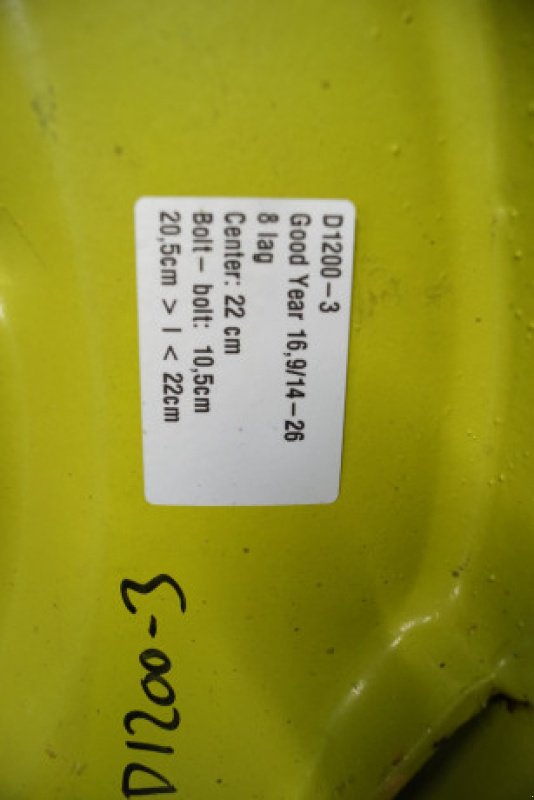 D1200-3
Good Year 16,9/14-26
8 lag
Center: 22 cm
Bolt- bolt: 10,5cm
20,5cm > I < 22cm
D1200-3